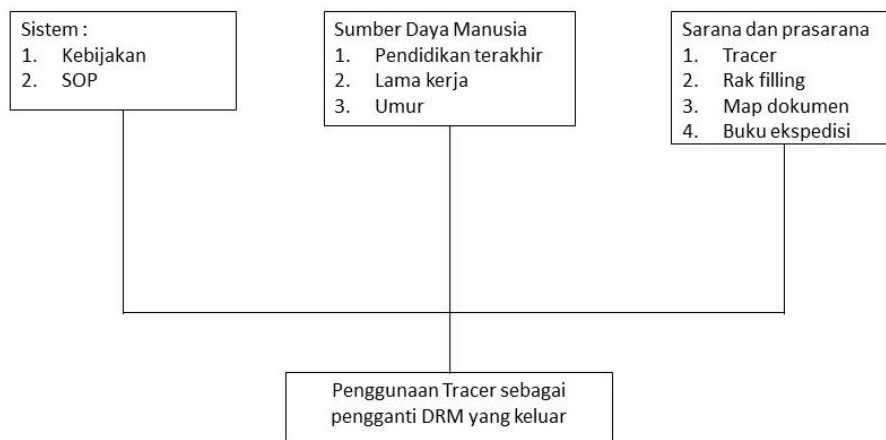 Sistem :
1. Kebijakan
2. SOP
Sumber Daya Manusia
1. Pendidikan terakhir
2. Lama kerja
3. Umur
Sarana dan prasarana
1. Tracer
2. Rak filling
3. Map dokumen
4. Buku ekspedisi
Penggunaan Tracer sebagai
pengganti DRM yang keluar